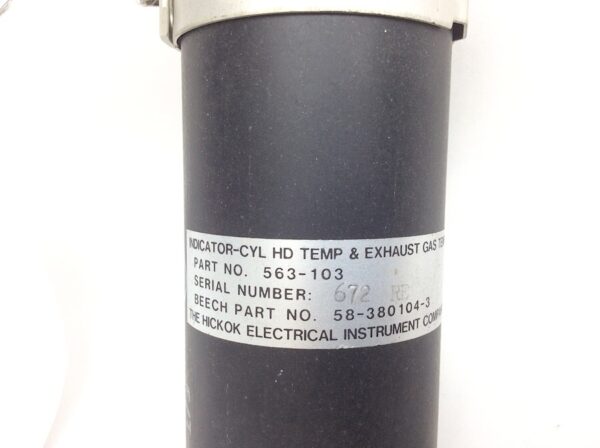 INDICATOR-CYL HD TEMP & EXHAUST GAS TEM
PART NO. 563-103
SERIAL NUMBER: 672
BEECH PART NO. 58-380104-3
THE HICKOK ELECTRICAL INSTRUMENT COMPA